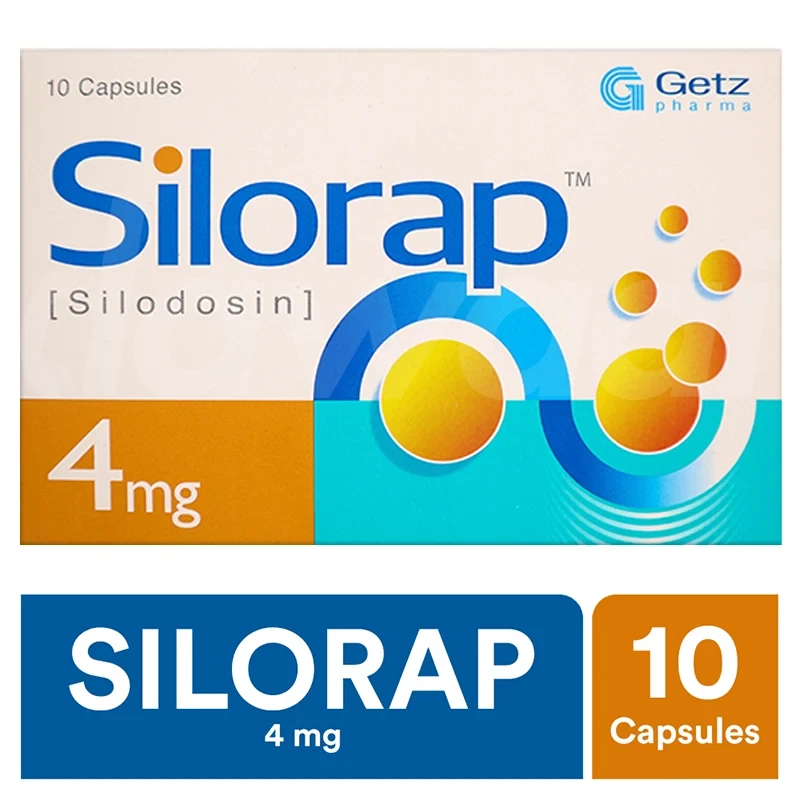 10 Capsules
Getz
pharma
Silorap™
[Silodosin]
4mg
SILORAP
4 mg
10
Capsules